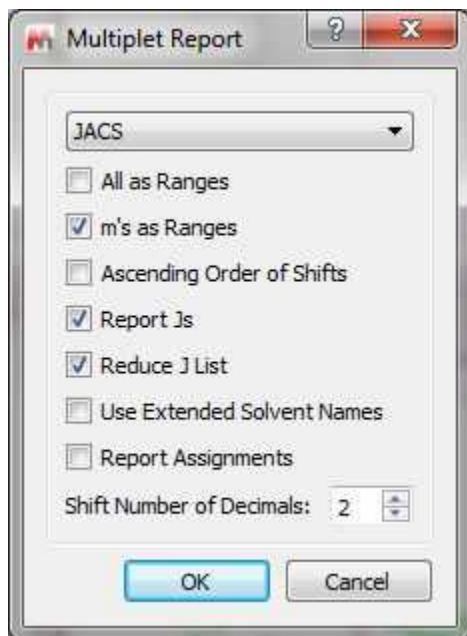 Multiplet Report
JACS
All as Ranges
m's as Ranges
Ascending Order of Shifts
Report Js
Reduce J List
Use Extended Solvent Names
Report Assignments
Shift Number of Decimals: 2
OK Cancel